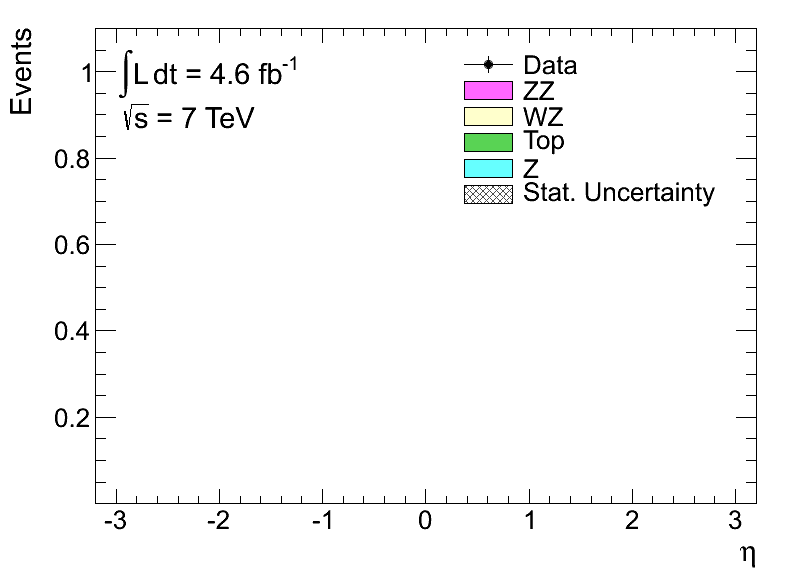 Events
∫L dt = 4.6 fb⁻¹
√s = 7 TeV
Data
ZZ
WZ
Top
Z
Stat. Uncertainty
1
0.8
0.6
0.4
0.2
-3 -2 -1 0 1 2 3
η